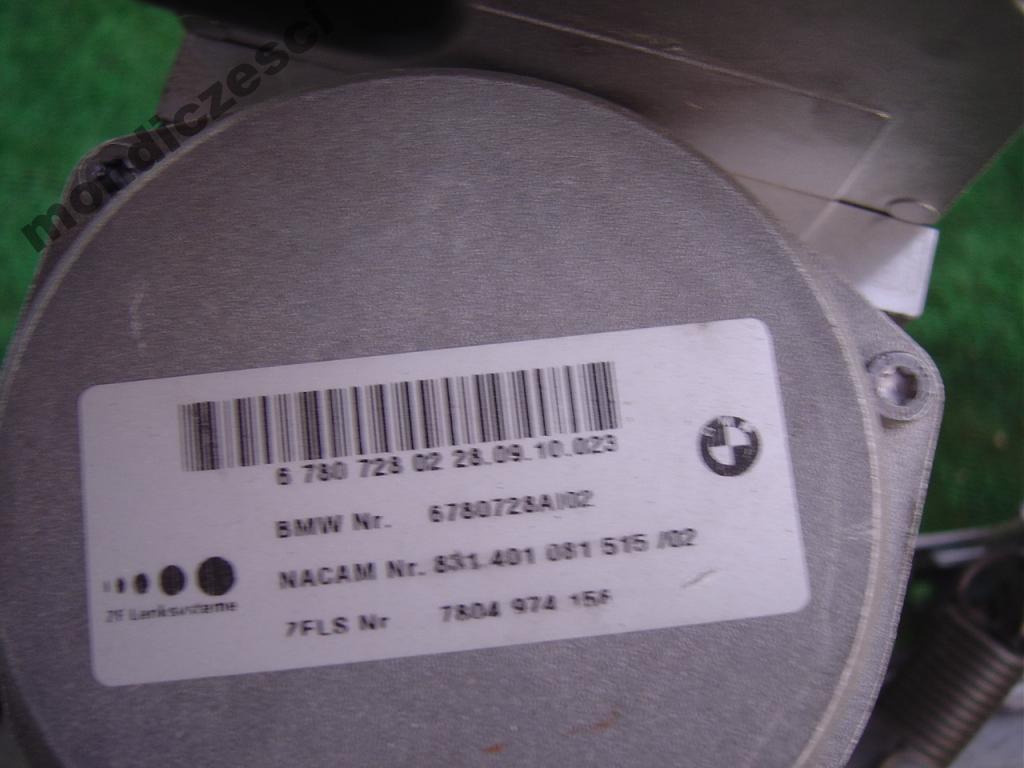 mondiczesci
6 780 728 02 28.09.10.023
BMW Nr. 6780728AI02
NACAM Nr. 831.401 081 515 /02
ZF Lenksysteme
ZFLS Nr 7804 974 156